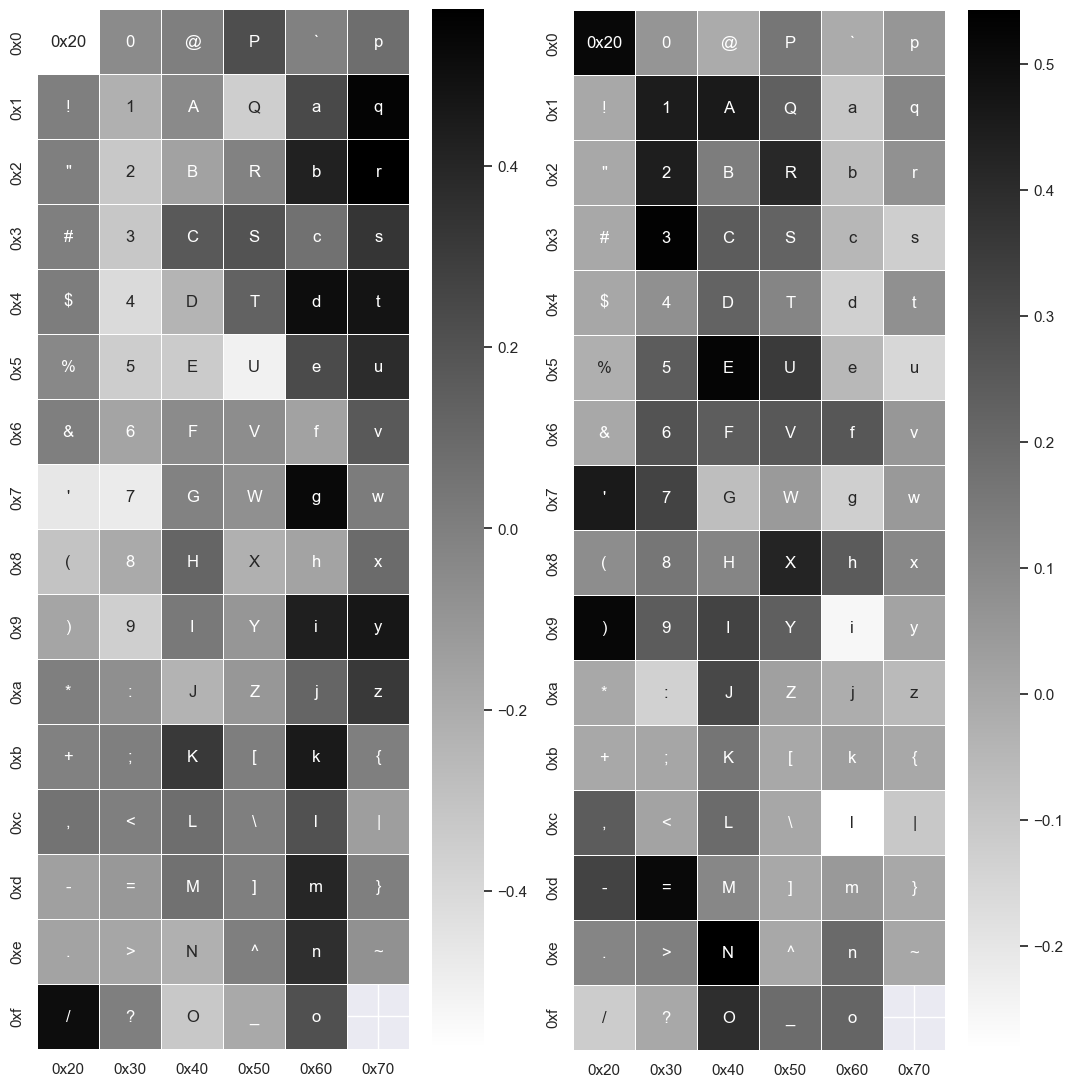 0x0 0x20 0 @ P ` p 0x0 0x20 0 @ P ` p 0.5
0x1 ! 1 A Q a q 0x1 ! 1 A Q a q
0x2 " 2 B R b r 0.4 0x2 " 2 B R b r 0.4
0x3 # 3 C S c s 0x3 # 3 C S c s
0x4 $ 4 D T d t 0x4 $ 4 D T d t 0.3
0x5 % 5 E U e u 0.2 0x5 % 5 E U e u
0x6 & 6 F V f v 0x6 & 6 F V f v 0.2
0x7 ' 7 G W g w 0.0 0x7 ' 7 G W g w
0x8 ( 8 H X h x 0x8 ( 8 H X h x 0.1
0x9 ) 9 I Y i y 0x9 ) 9 I Y i y
0xa * : J Z j z −0.2 0xa * : J Z j z 0.0
0xb + ; K [ k { 0xb + ; K [ k {
0xc , < L \ l | 0xc , < L \ l | −0.1
0xd - = M ] m } −0.4 0xd - = M ] m }
0xe . > N ^ n ~ 0xe . > N ^ n ~ −0.2
0xf / ? O _ o 0xf / ? O _ o
0x20 0x30 0x40 0x50 0x60 0x70 0x20 0x30 0x40 0x50 0x60 0x70